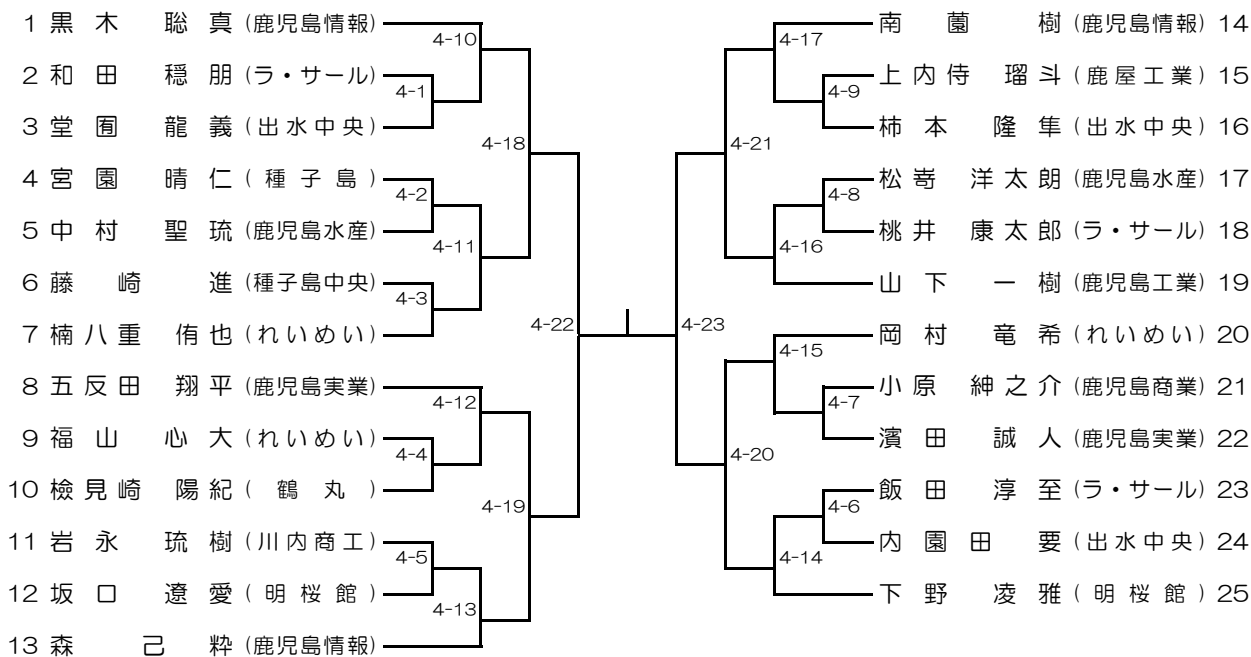 1 黒木 聡真 (鹿児島情報)
4-10
2 和田 穏朋 (ラ・サール)
4-1
3 堂囿 龍義 (出水中央)
4-18
4 宮園 晴仁 (種子島)
4-2
5 中村 聖琉 (鹿児島水産)
4-11
6 藤崎 進 (種子島中央)
4-3
7 楠八重 侑也 (れいめい)
4-22
8 五反田 翔平 (鹿児島実業)
4-12
9 福山 心大 (れいめい)
4-4
10 檢見崎 陽紀 (鶴丸)
4-19
11 岩永 琉樹 (川内商工)
4-5
12 坂口 遼愛 (明桜館)
4-13
13 森 己粋 (鹿児島情報)
南薗 樹 (鹿児島情報) 14
4-17
上内侍 瑠斗 (鹿屋工業) 15
4-9
柿本 隆隼 (出水中央) 16
4-21
松嵜 洋太朗 (鹿児島水産) 17
4-8
桃井 康太郎 (ラ・サール) 18
4-16
山下 一樹 (鹿児島工業) 19
4-23
岡村 竜希 (れいめい) 20
4-15
小原 紳之介 (鹿児島商業) 21
4-7
濱田 誠人 (鹿児島実業) 22
4-20
飯田 淳至 (ラ・サール) 23
4-6
内園田 要 (出水中央) 24
4-14
下野 凌雅 (明桜館) 25